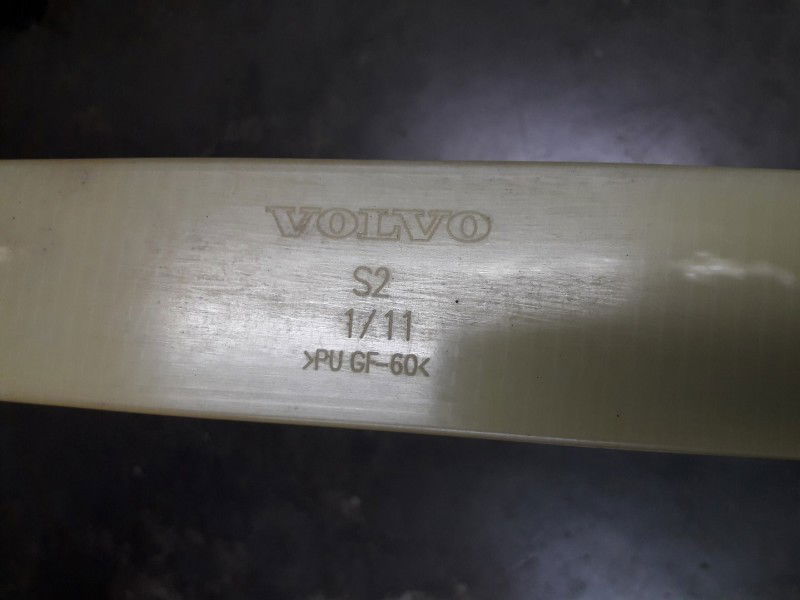 VOLVO
S2
1/11
>PU GF-60<